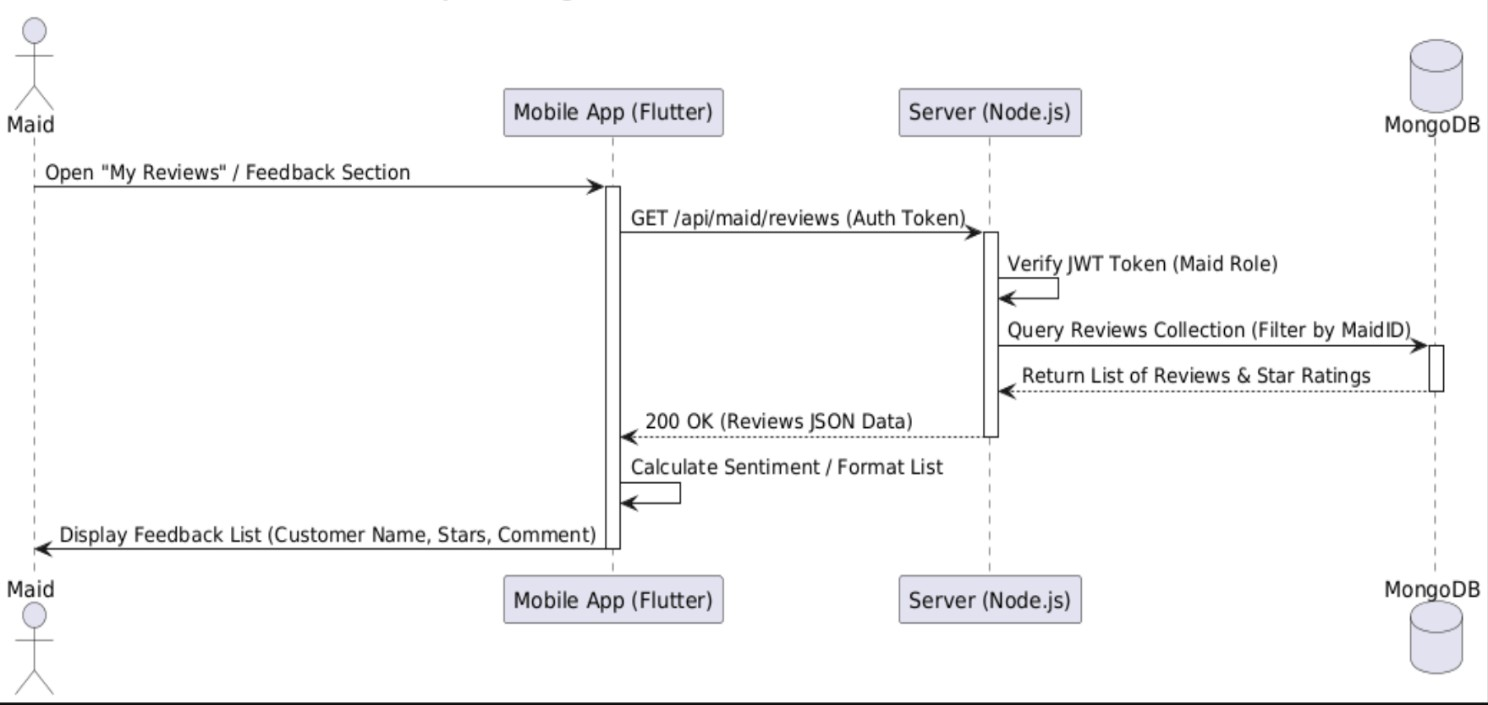 Maid
Mobile App (Flutter)
Server (Node.js)
MongoDB
Open "My Reviews" / Feedback Section
GET /api/maid/reviews (Auth Token)
Verify JWT Token (Maid Role)
Query Reviews Collection (Filter by MaidID)
Return List of Reviews & Star Ratings
200 OK (Reviews JSON Data)
Calculate Sentiment / Format List
Display Feedback List (Customer Name, Stars, Comment)
Maid
Mobile App (Flutter)
Server (Node.js)
MongoDB